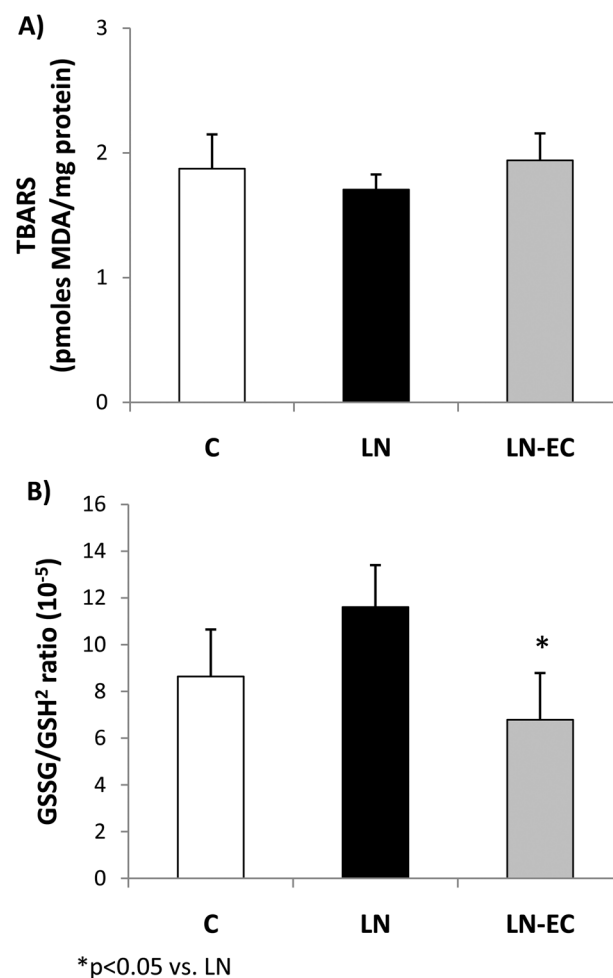 A)
TBARS
(pmoles MDA/mg protein)
3
2
1
0
C LN LN-EC
B)
GSSG/GSH² ratio (10⁻⁵)
16
14
12
10
8
6
4
2
0
*
C LN LN-EC
*p<0.05 vs. LN